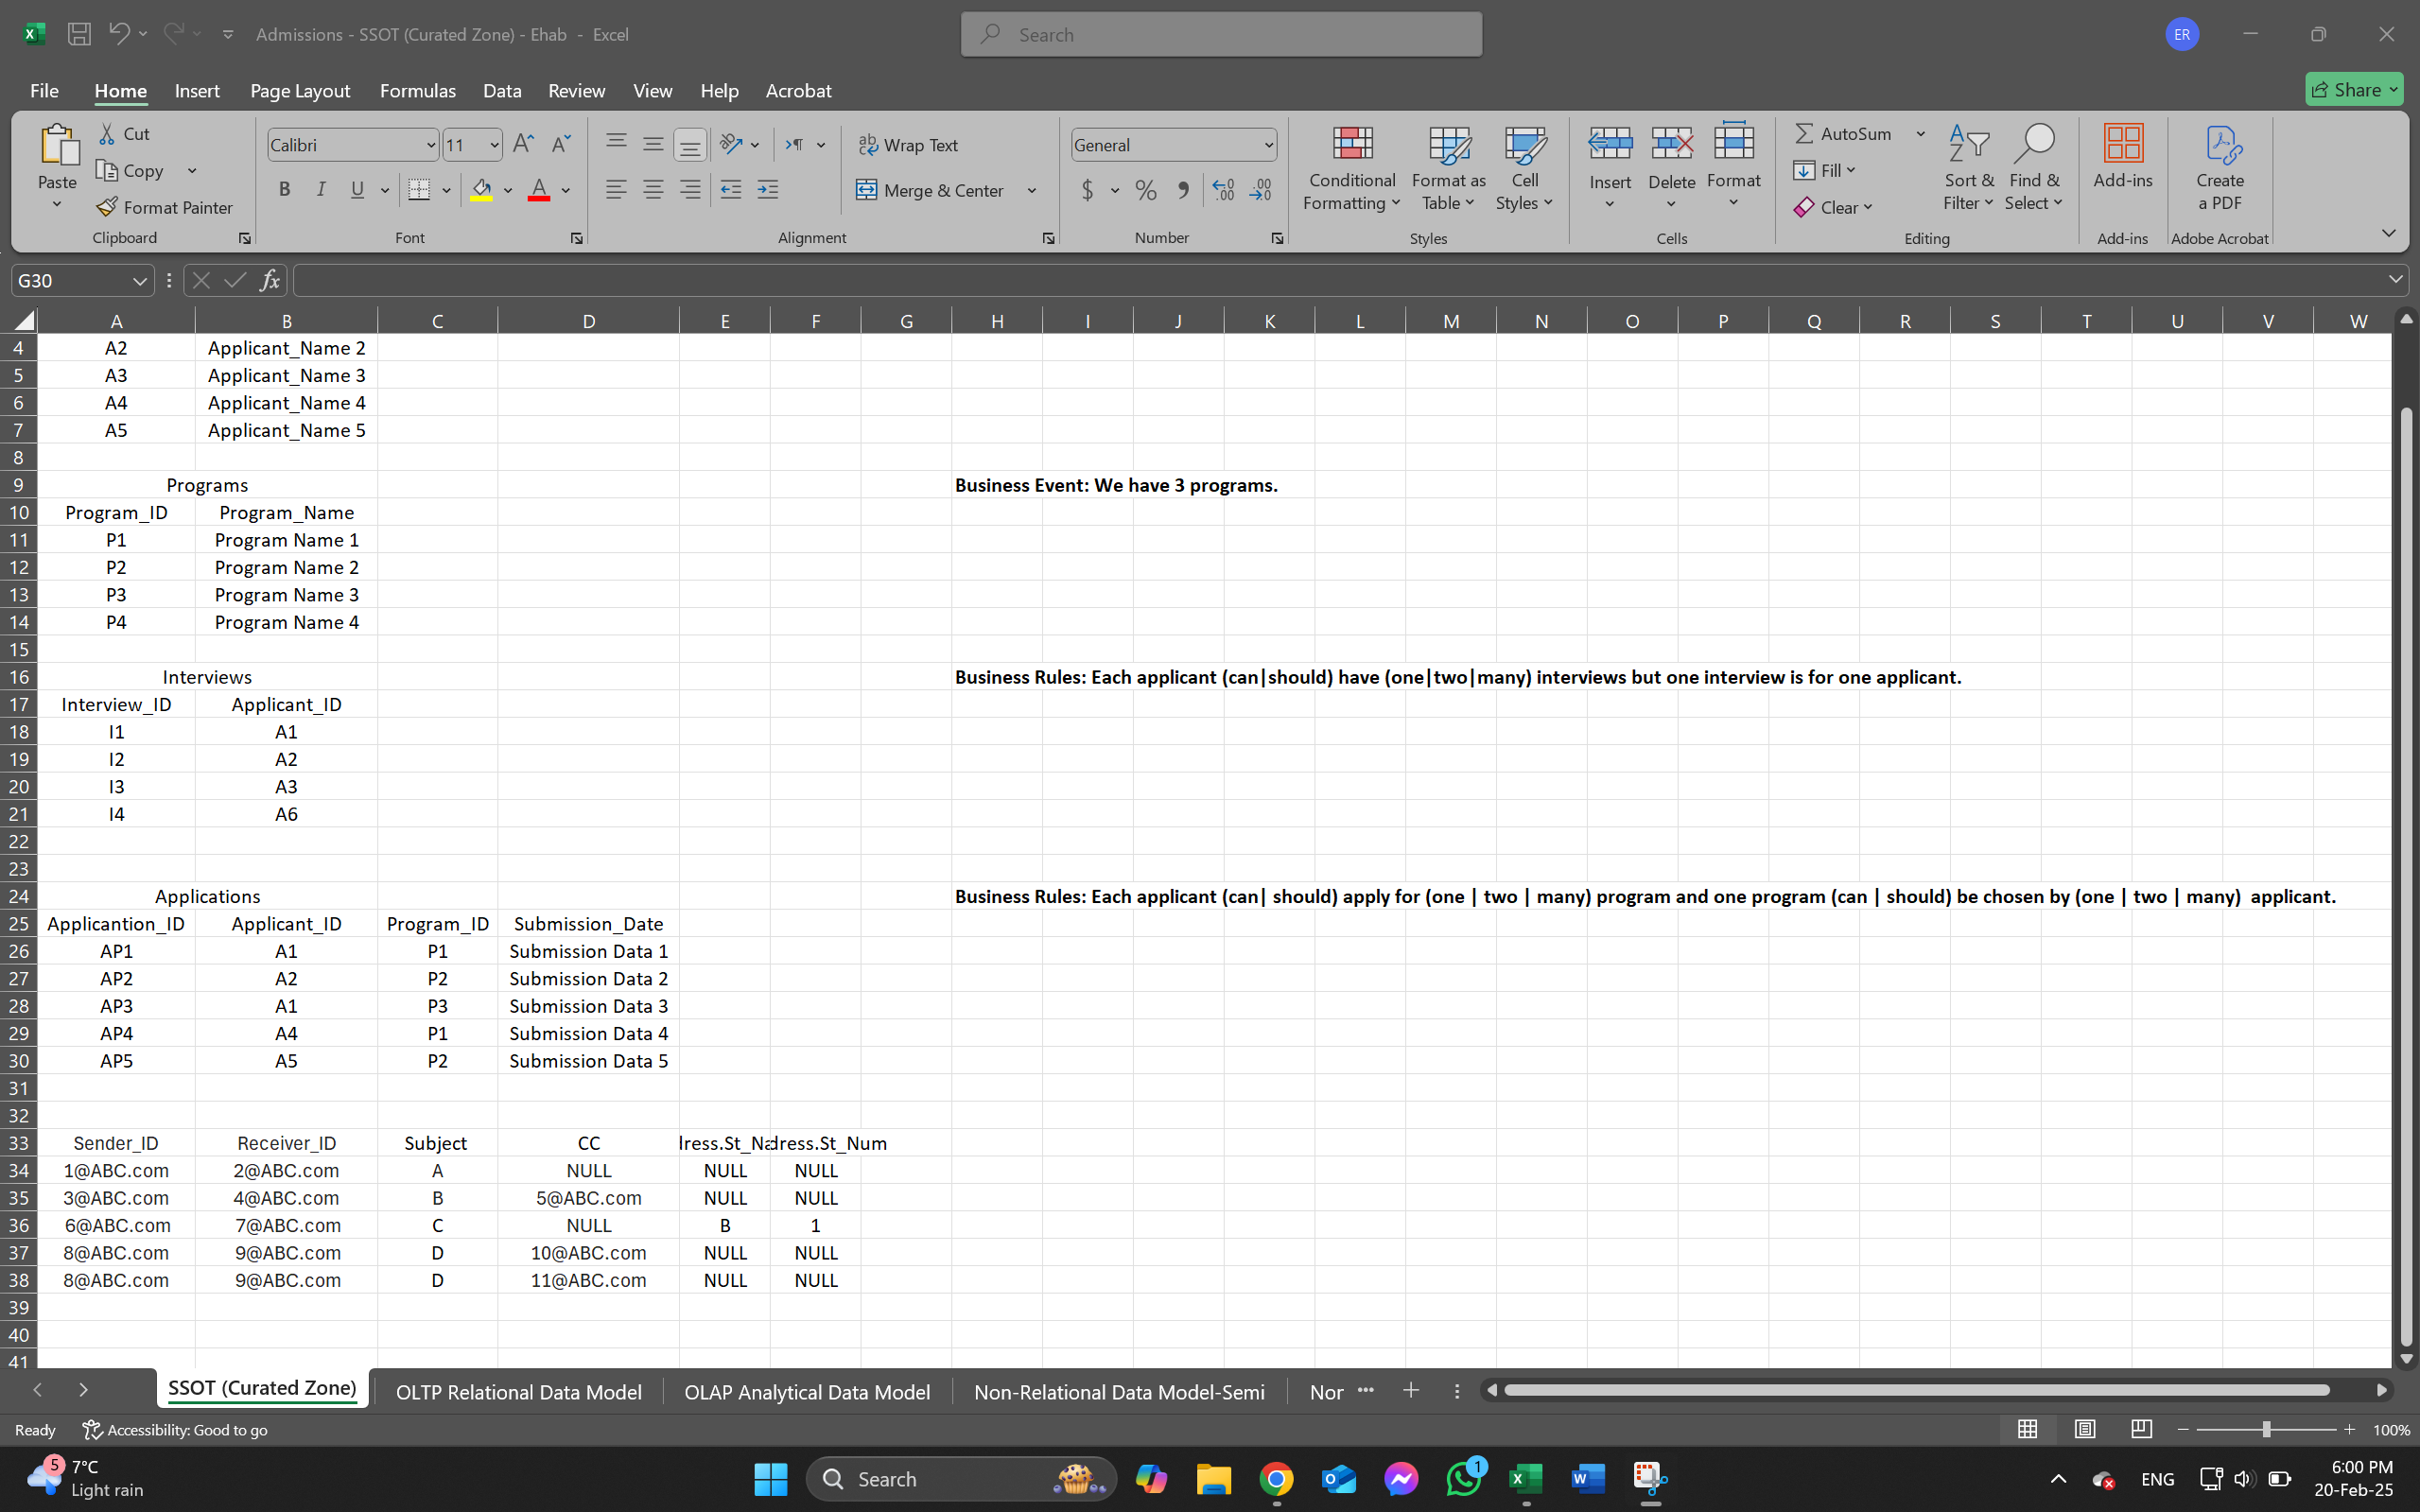 Admissions - SSOT (Curated Zone) - Ehab - Excel
Search
ER
File Home Insert Page Layout Formulas Data Review View Help Acrobat
Share
Paste
Cut
Copy
Format Painter
Clipboard
Calibri 11
B I U A
Font
Wrap Text
Merge & Center
Alignment
General
$ %
Number
Conditional Formatting
Format as Table
Cell Styles
Styles
Insert Delete Format
Cells
AutoSum
Fill
Clear
Sort & Filter
Find & Select
Editing
Add-ins
Add-ins
Create a PDF
Adobe Acrobat
G30 fx
A B C D E F G H I J K L M N O P Q R S T U V W
4 A2 Applicant_Name 2
5 A3 Applicant_Name 3
6 A4 Applicant_Name 4
7 A5 Applicant_Name 5
8
9 Programs Business Event: We have 3 programs.
10 Program_ID Program_Name
11 P1 Program Name 1
12 P2 Program Name 2
13 P3 Program Name 3
14 P4 Program Name 4
15
16 Interviews Business Rules: Each applicant (can|should) have (one|two|many) interviews but one interview is for one applicant.
17 Interview_ID Applicant_ID
18 I1 A1
19 I2 A2
20 I3 A3
21 I4 A6
22
23
24 Applications Business Rules: Each applicant (can| should) apply for (one | two | many) program and one program (can | should) be chosen by (one | two | many)  applicant.
25 Applicantion_ID Applicant_ID Program_ID Submission_Date
26 AP1 A1 P1 Submission Data 1
27 AP2 A2 P2 Submission Data 2
28 AP3 A1 P3 Submission Data 3
29 AP4 A4 P1 Submission Data 4
30 AP5 A5 P2 Submission Data 5
31
32
33 Sender_ID Receiver_ID Subject CC lress.St_Na dress.St_Num
34 1@ABC.com 2@ABC.com A NULL NULL NULL
35 3@ABC.com 4@ABC.com B 5@ABC.com NULL NULL
36 6@ABC.com 7@ABC.com C NULL B 1
37 8@ABC.com 9@ABC.com D 10@ABC.com NULL NULL
38 8@ABC.com 9@ABC.com D 11@ABC.com NULL NULL
39
40
41
SSOT (Curated Zone) OLTP Relational Data Model OLAP Analytical Data Model Non-Relational Data Model-Semi Nor ...
Ready Accessibility: Good to go 100%
5 7°C
Light rain
Search
1
ENG
6:00 PM
20-Feb-25